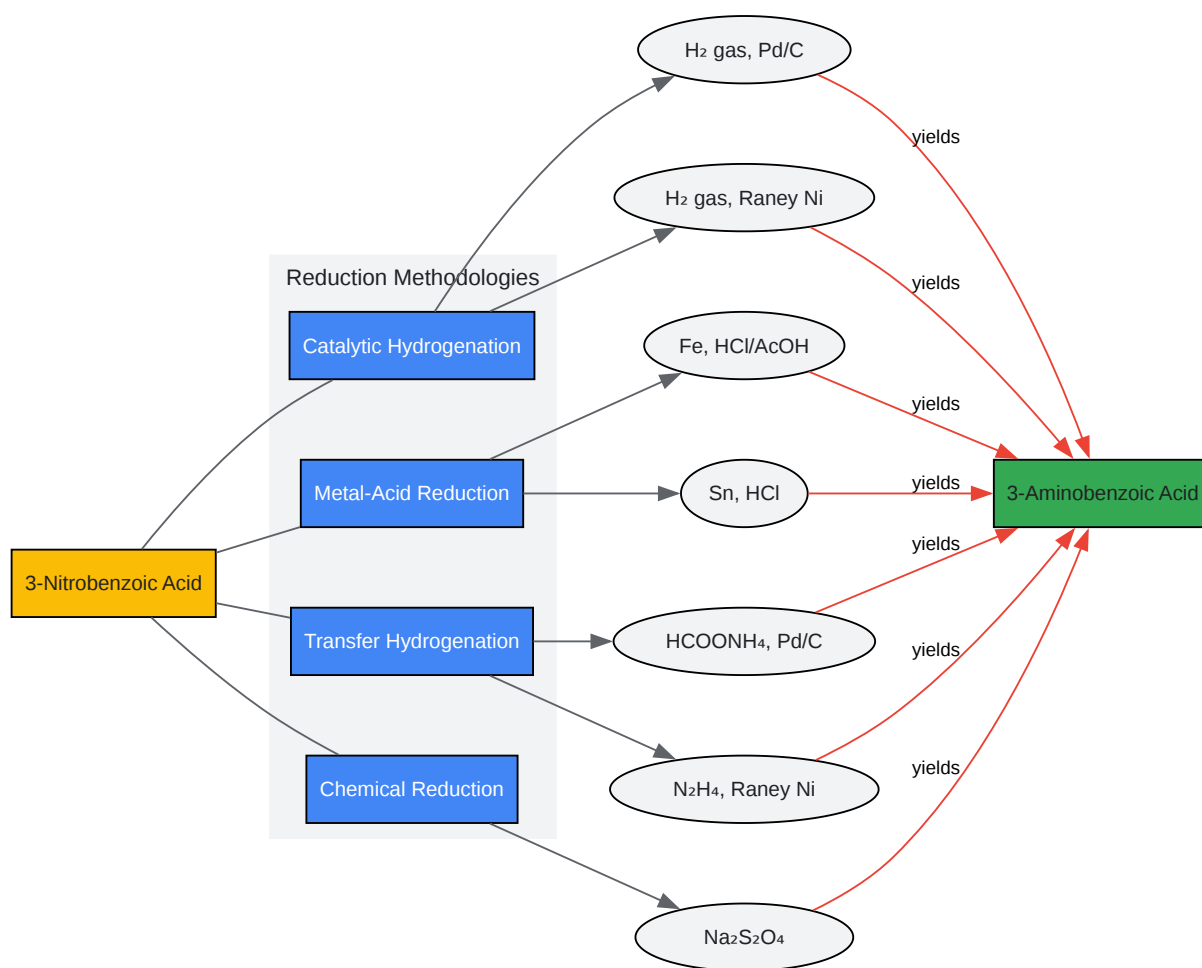 H₂ gas, Pd/C
yields
H₂ gas, Raney Ni
Reduction Methodologies
yields
Catalytic Hydrogenation
Fe, HCl/AcOH
yields
Metal-Acid Reduction
Sn, HCl
yields
3-Aminobenzoic Acid
yields
3-Nitrobenzoic Acid
Transfer Hydrogenation
HCOONH₄, Pd/C
yields
Chemical Reduction
N₂H₄, Raney Ni
yields
Na₂S₂O₄